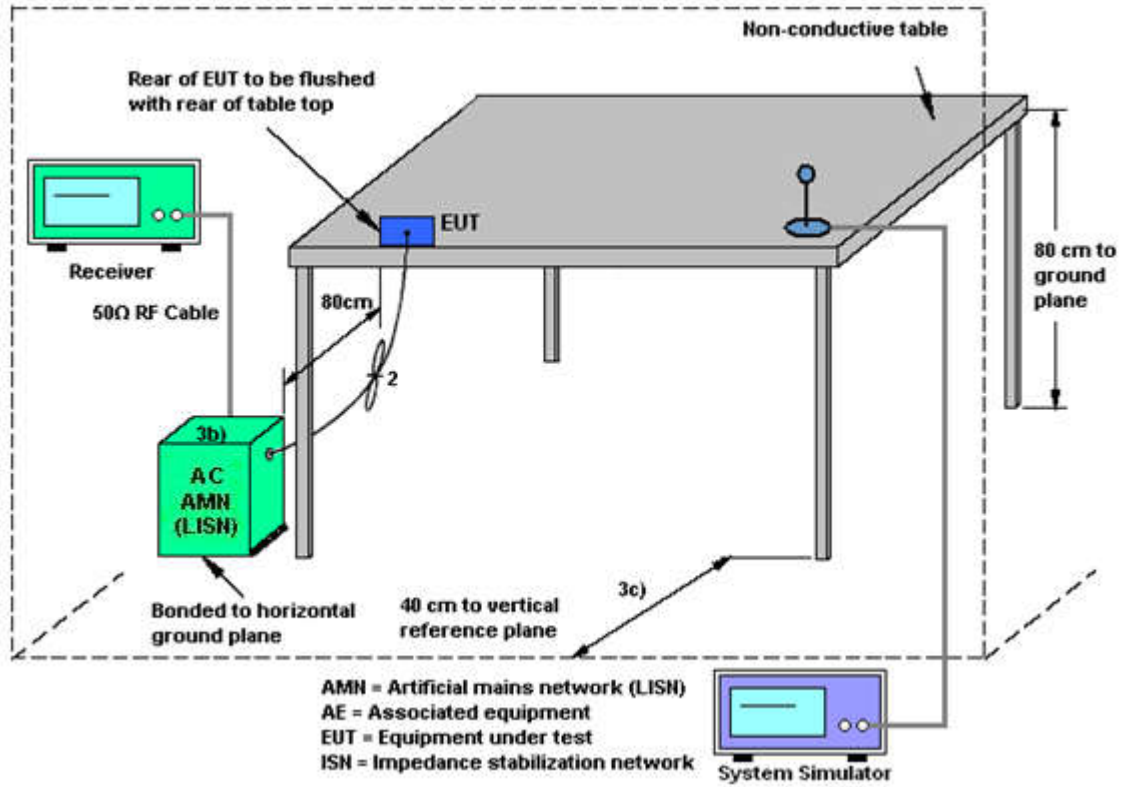 Non-conductive table
Rear of EUT to be flushed
with rear of table top
EUT
Receiver
80cm
80 cm to
ground
plane
50Ω RF Cable
2
3b)
AC
AMN
(LISN)
3c)
Bonded to horizontal
ground plane
40 cm to vertical
reference plane
AMN = Artificial mains network (LISN)
AE = Associated equipment
EUT = Equipment under test
ISN = Impedance stabilization network
System Simulator